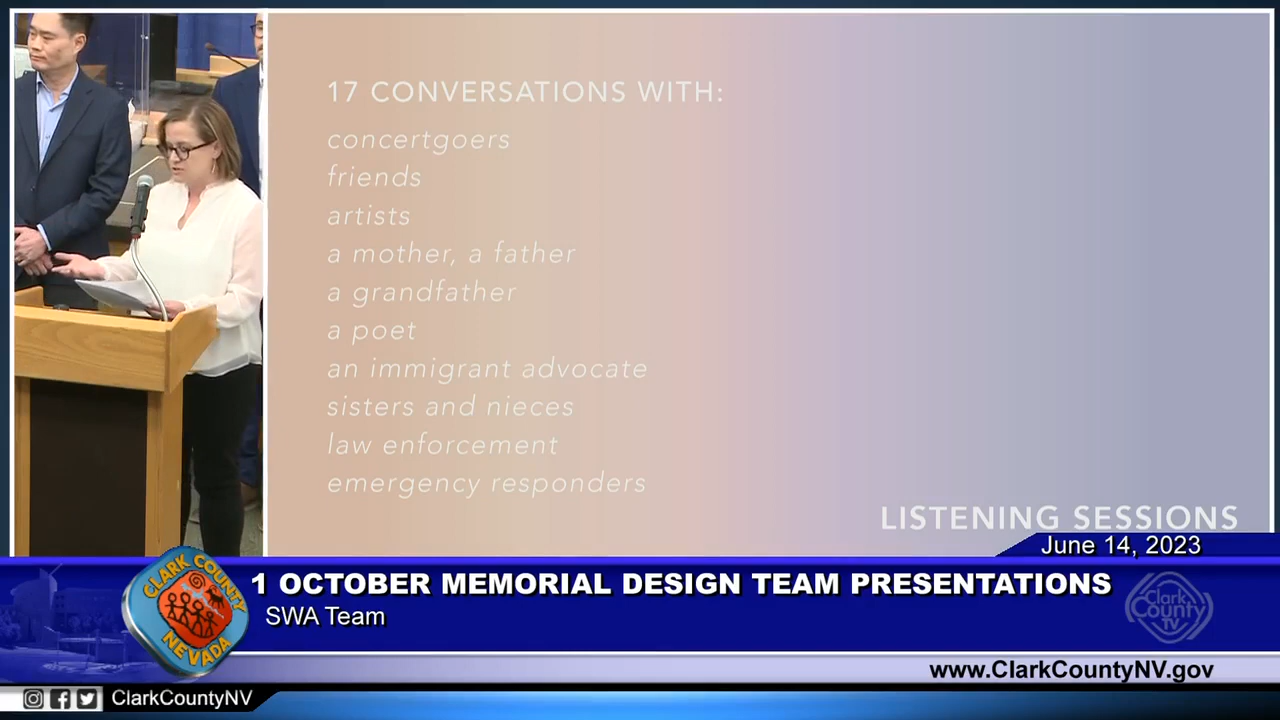 17 CONVERSATIONS WITH:
concertgoers
friends
artists
a mother, a father
a grandfather
a poet
an immigrant advocate
sisters and nieces
law enforcement
emergency responders
LISTENING SESSIONS
June 14, 2023
1 OCTOBER MEMORIAL DESIGN TEAM PRESENTATIONS
SWA Team
CLARK COUNTY
NEVADA
Clark
County
TV
www.ClarkCountyNV.gov
ClarkCountyNV